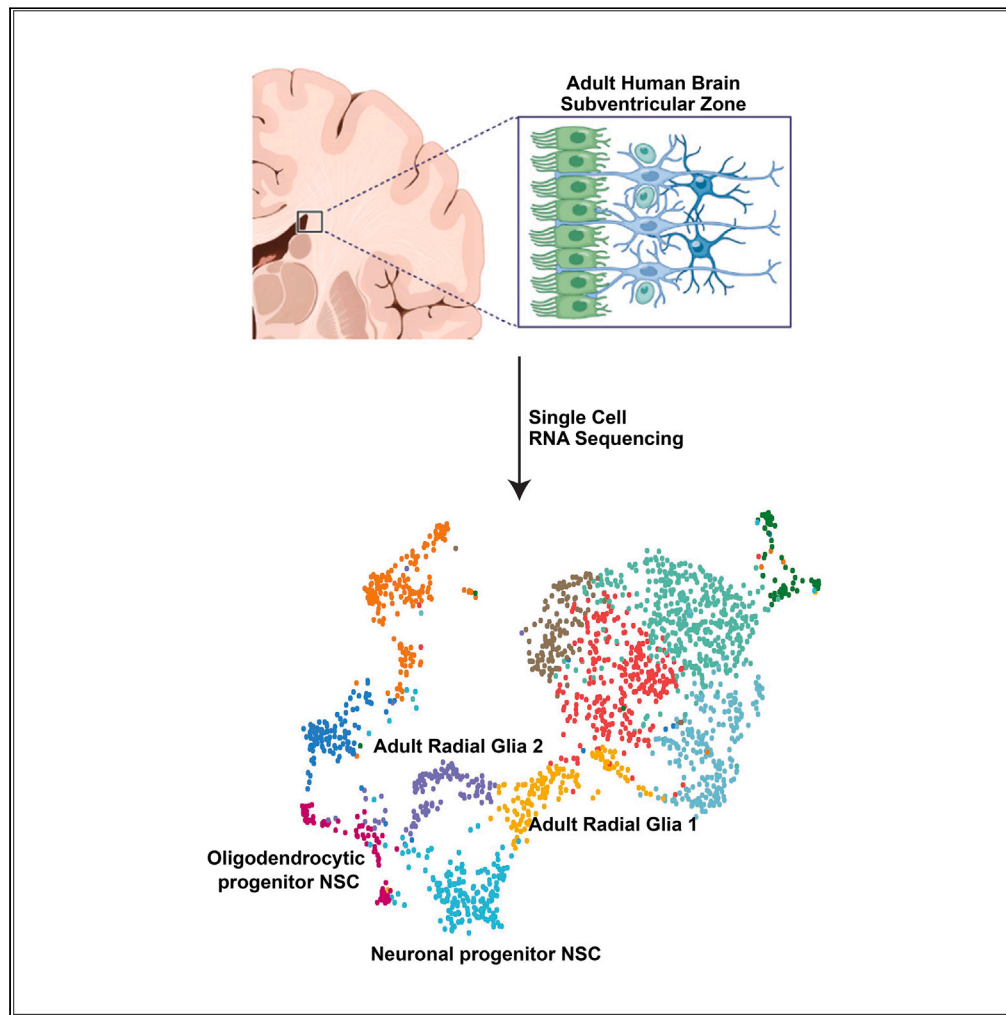 Adult Human Brain
Subventricular Zone
Single Cell
RNA Sequencing
Adult Radial Glia 2
Adult Radial Glia 1
Oligodendrocytic
progenitor NSC
Neuronal progenitor NSC